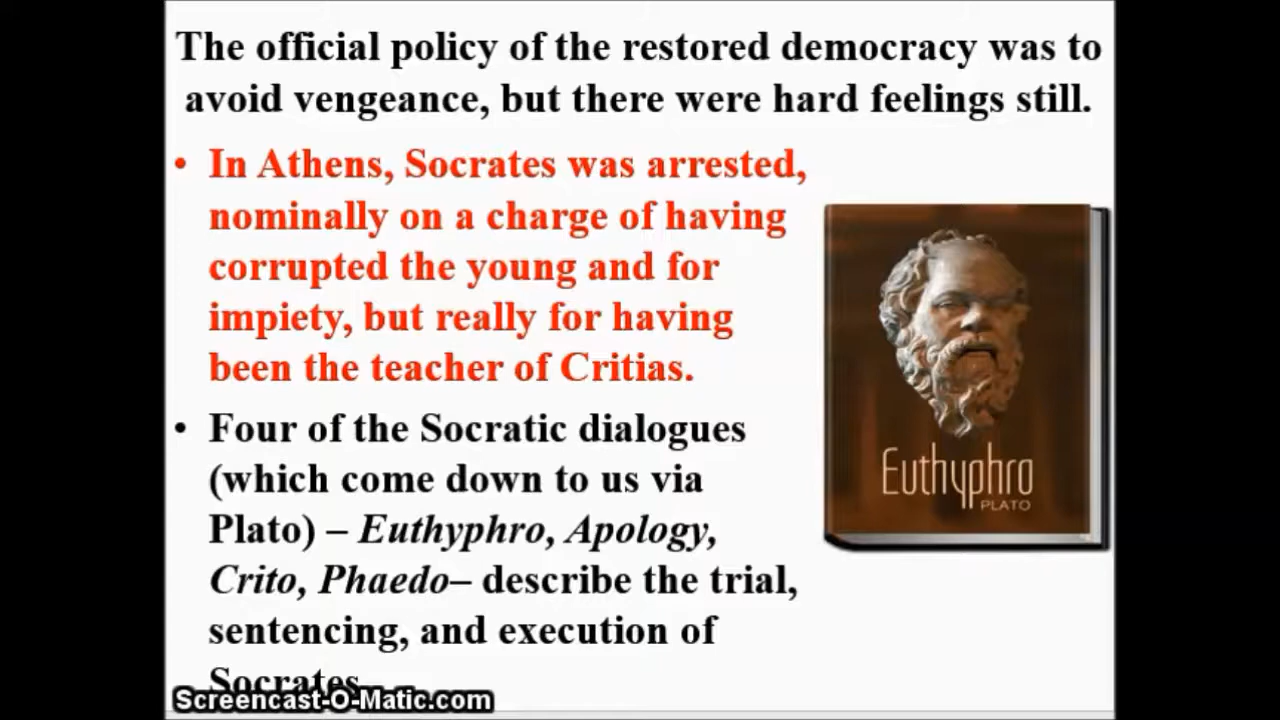 The official policy of the restored democracy was to
avoid vengeance, but there were hard feelings still.
• In Athens, Socrates was arrested,
nominally on a charge of having
corrupted the young and for
impiety, but really for having
been the teacher of Critias.
• Four of the Socratic dialogues
(which come down to us via
Plato) – Euthyphro, Apology,
Crito, Phaedo– describe the trial,
sentencing, and execution of
Socrates
Euthyphro
PLATO
Screencast-O-Matic.com